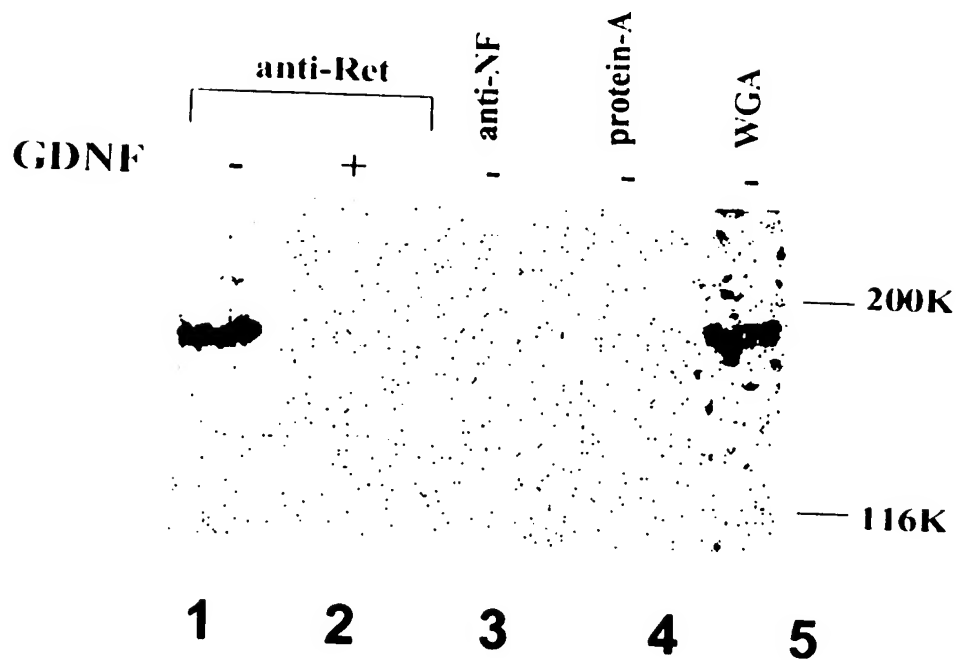 anti-Ret
anti-NF
protein-A
WGA
GDNF - + - - -
200K
116K
1 2 3 4 5